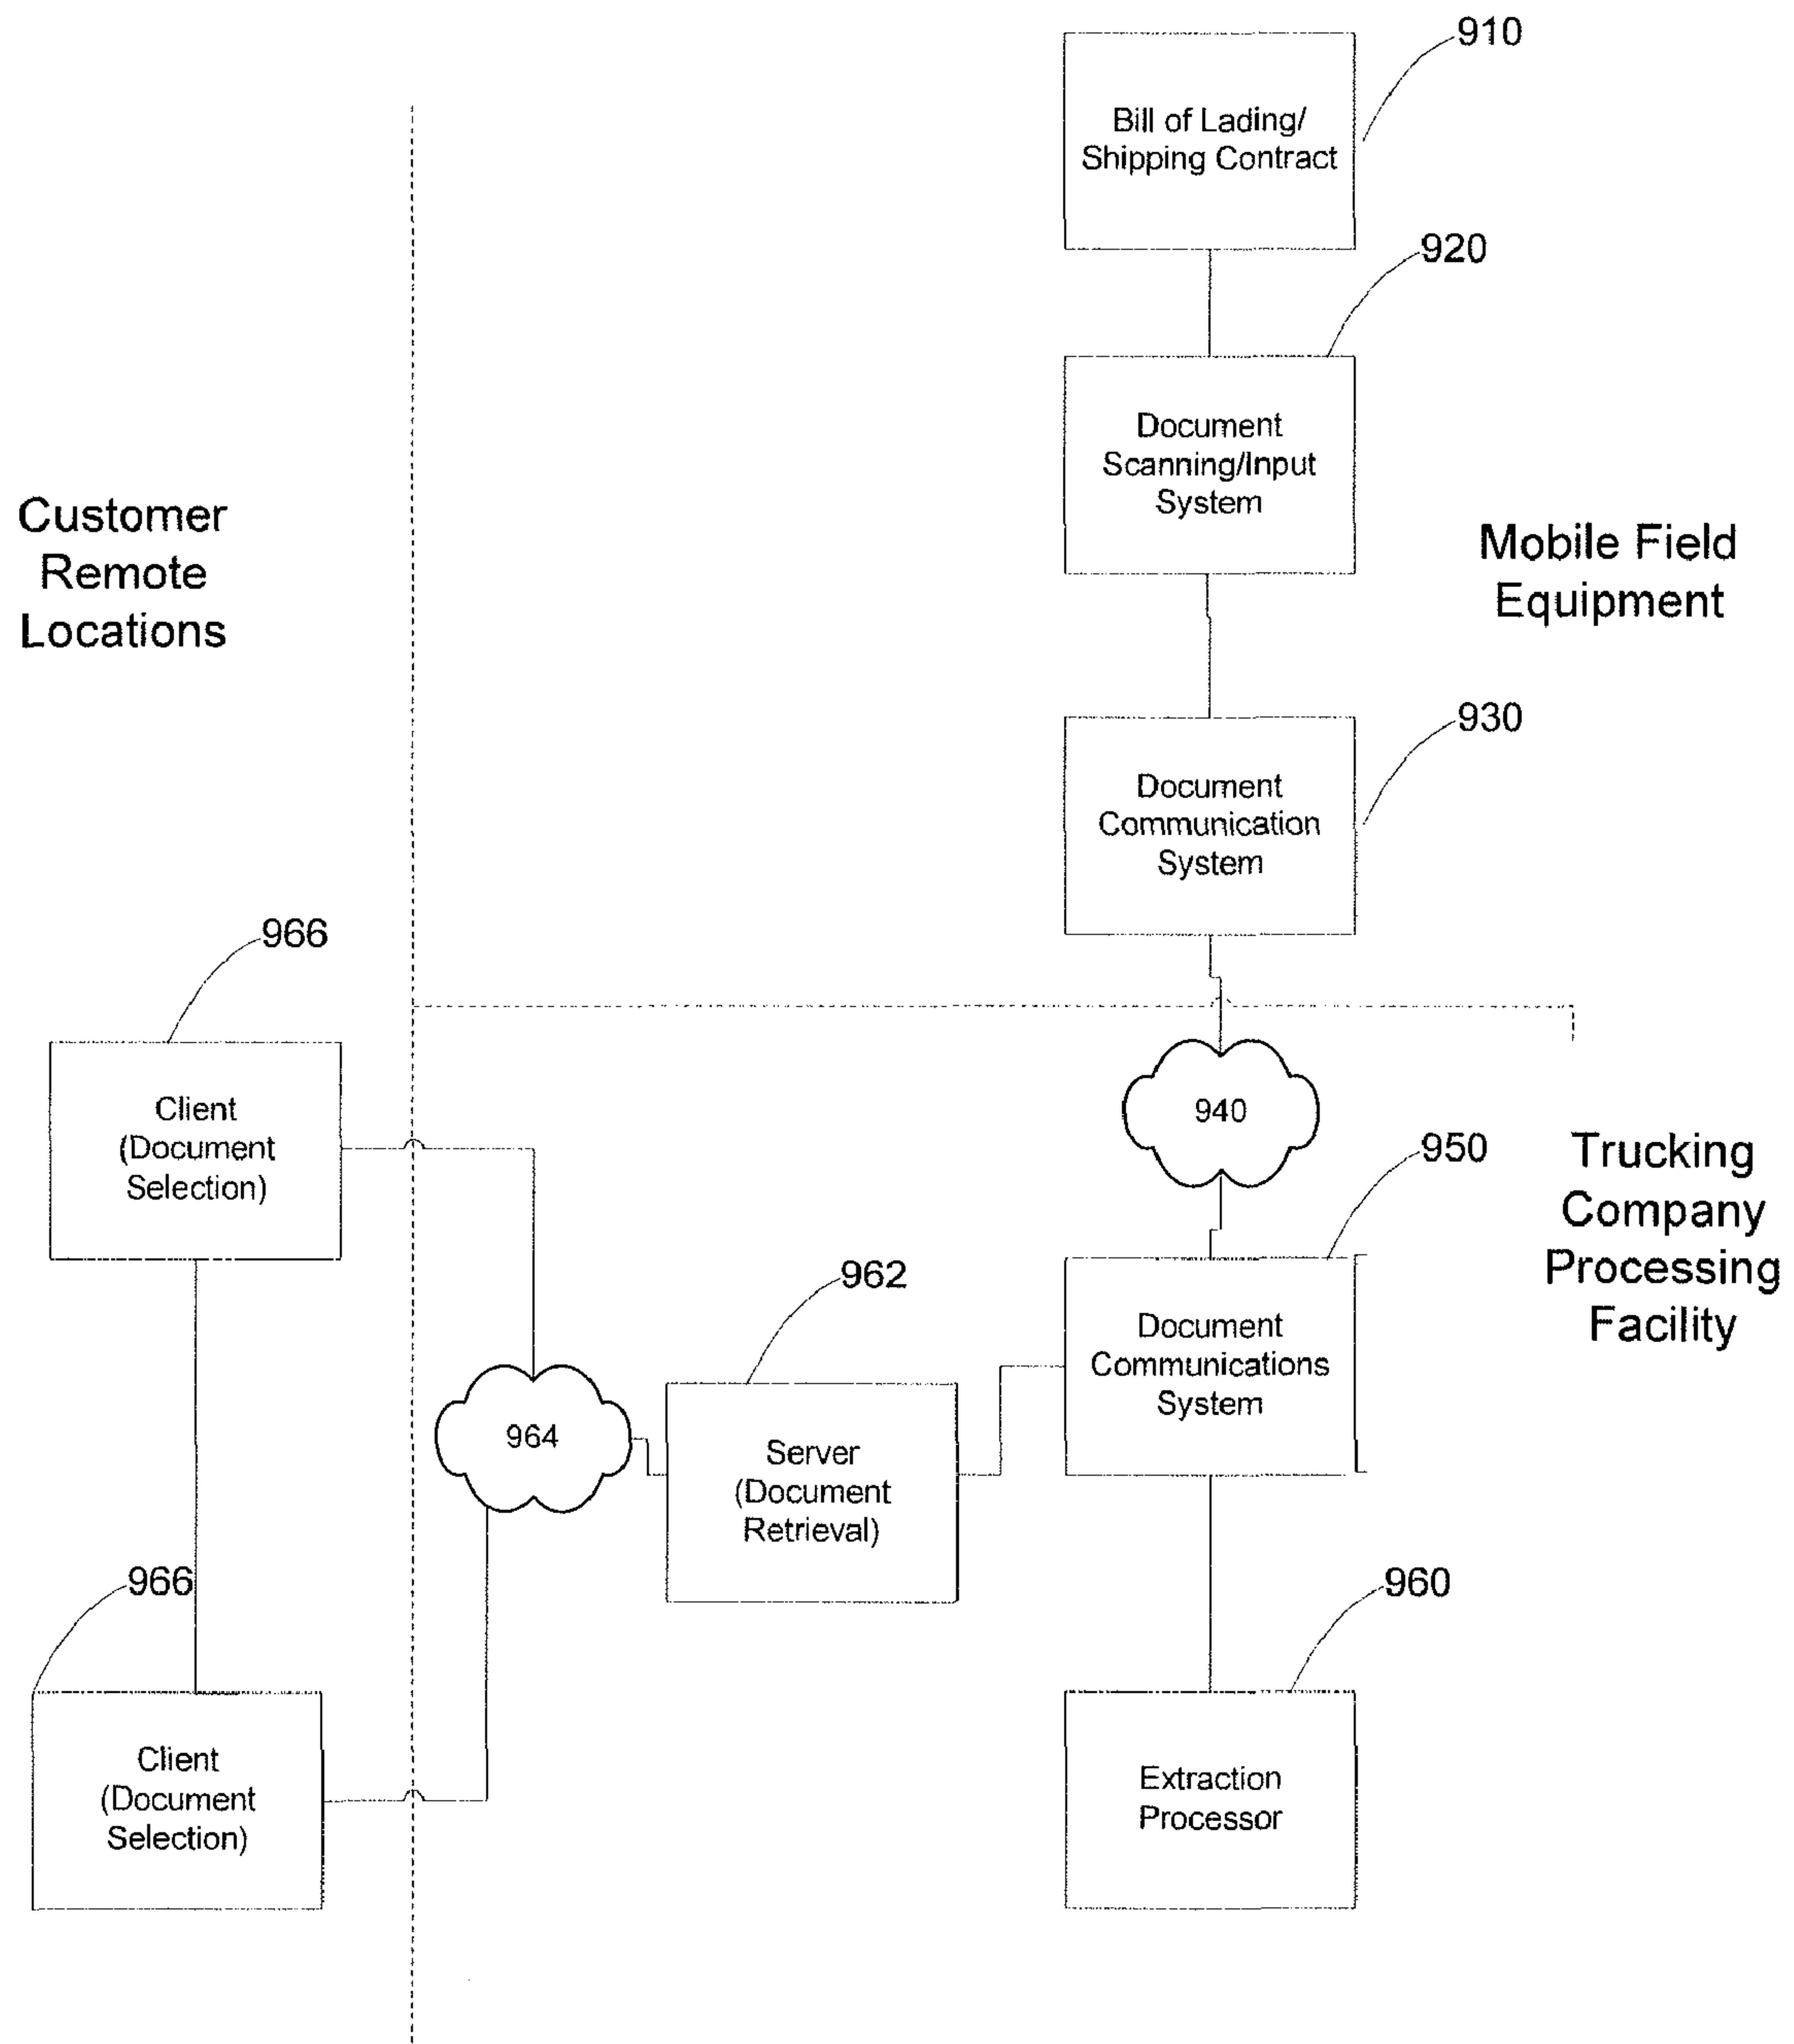 910
Bill of Lading/
Shipping Contract
920
Document
Scanning/Input
System
Customer
Remote
Locations
Mobile Field
Equipment
930
Document
Communication
System
966
Client
(Document
Selection)
940
950
Trucking
Company
Processing
Facility
962
Document
Communications
System
964
Server
(Document
Retrieval)
966
960
Client
(Document
Selection)
Extraction
Processor